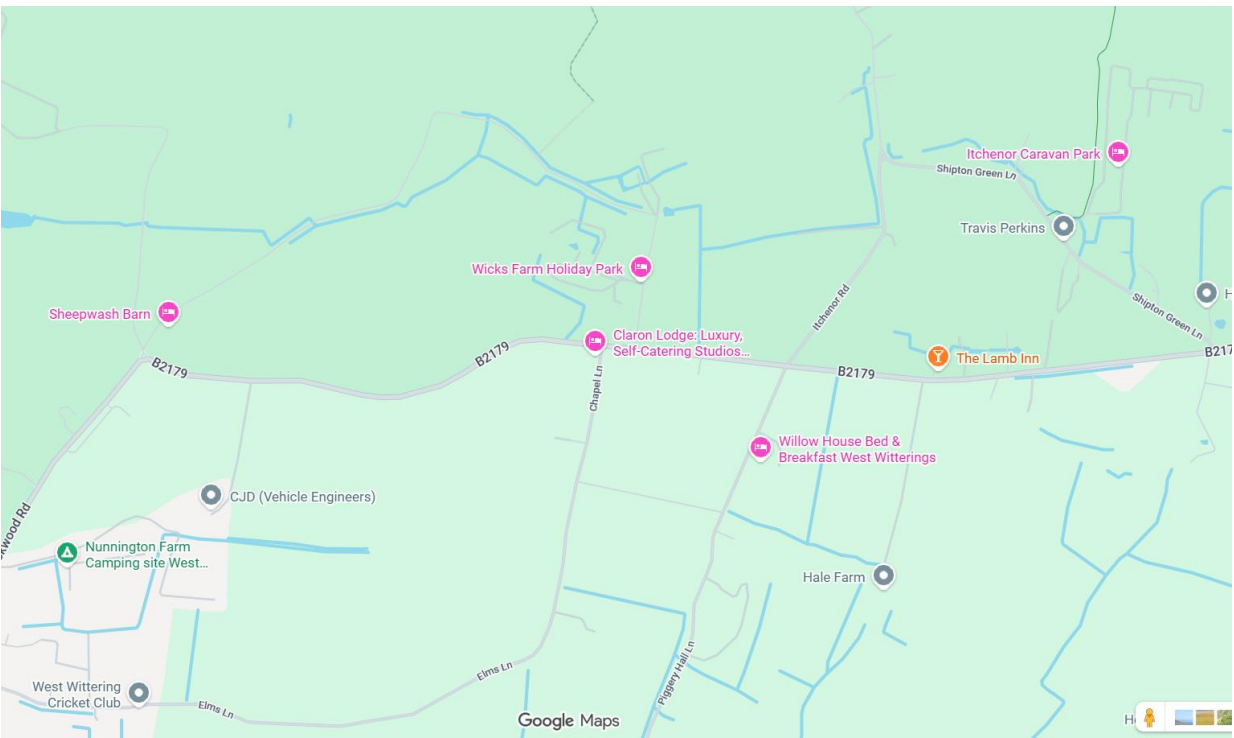 Itchenor Caravan Park
Shipton Green Ln
Travis Perkins
Wicks Farm Holiday Park
Sheepwash Barn
Itchenor Rd
Shipton Green Ln
H
Claron Lodge: Luxury,
Self-Catering Studios...
B2179
B2179
B217
The Lamb Inn
B2179
Chapel Ln
Willow House Bed &
Breakfast West Witterings
CJD (Vehicle Engineers)
kwood Rd
Nunnington Farm
Camping site West...
Hale Farm
Elms Ln
Piggery Hall Ln
West Wittering
Cricket Club
Elms Ln
Google Maps